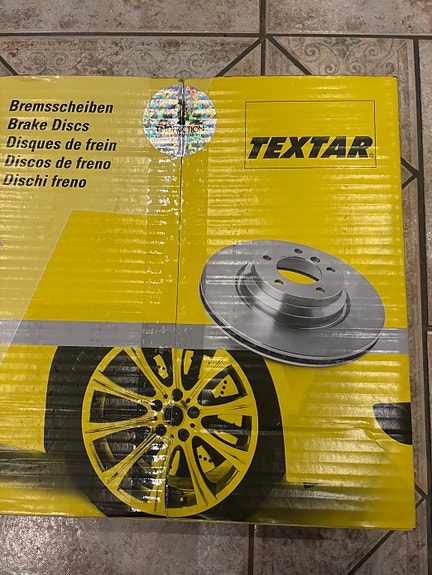 Bremsscheiben
Brake Discs
Disques de frein
Discos de freno
Dischi freno
TEXTAR